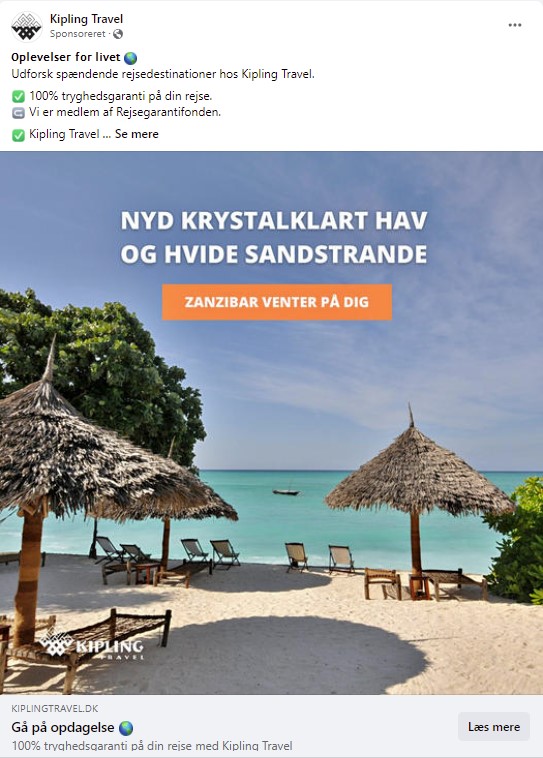 Kipling Travel
Sponsoreret ·
Oplevelser for livet 🌍
Udforsk spændende rejsedestinationer hos Kipling Travel.
✅ 100% tryghedsgaranti på din rejse.
↪️ Vi er medlem af Rejsegarantifonden.
✅ Kipling Travel ... Se mere
NYD KRYSTALKLART HAV
OG HVIDE SANDSTRANDE
ZANZIBAR VENTER PÅ DIG
KIPLING
TRAVEL
KIPLINGTRAVEL.DK
Gå på opdagelse 🌍
Læs mere
100% tryghedsgaranti på din rejse med Kipling Travel